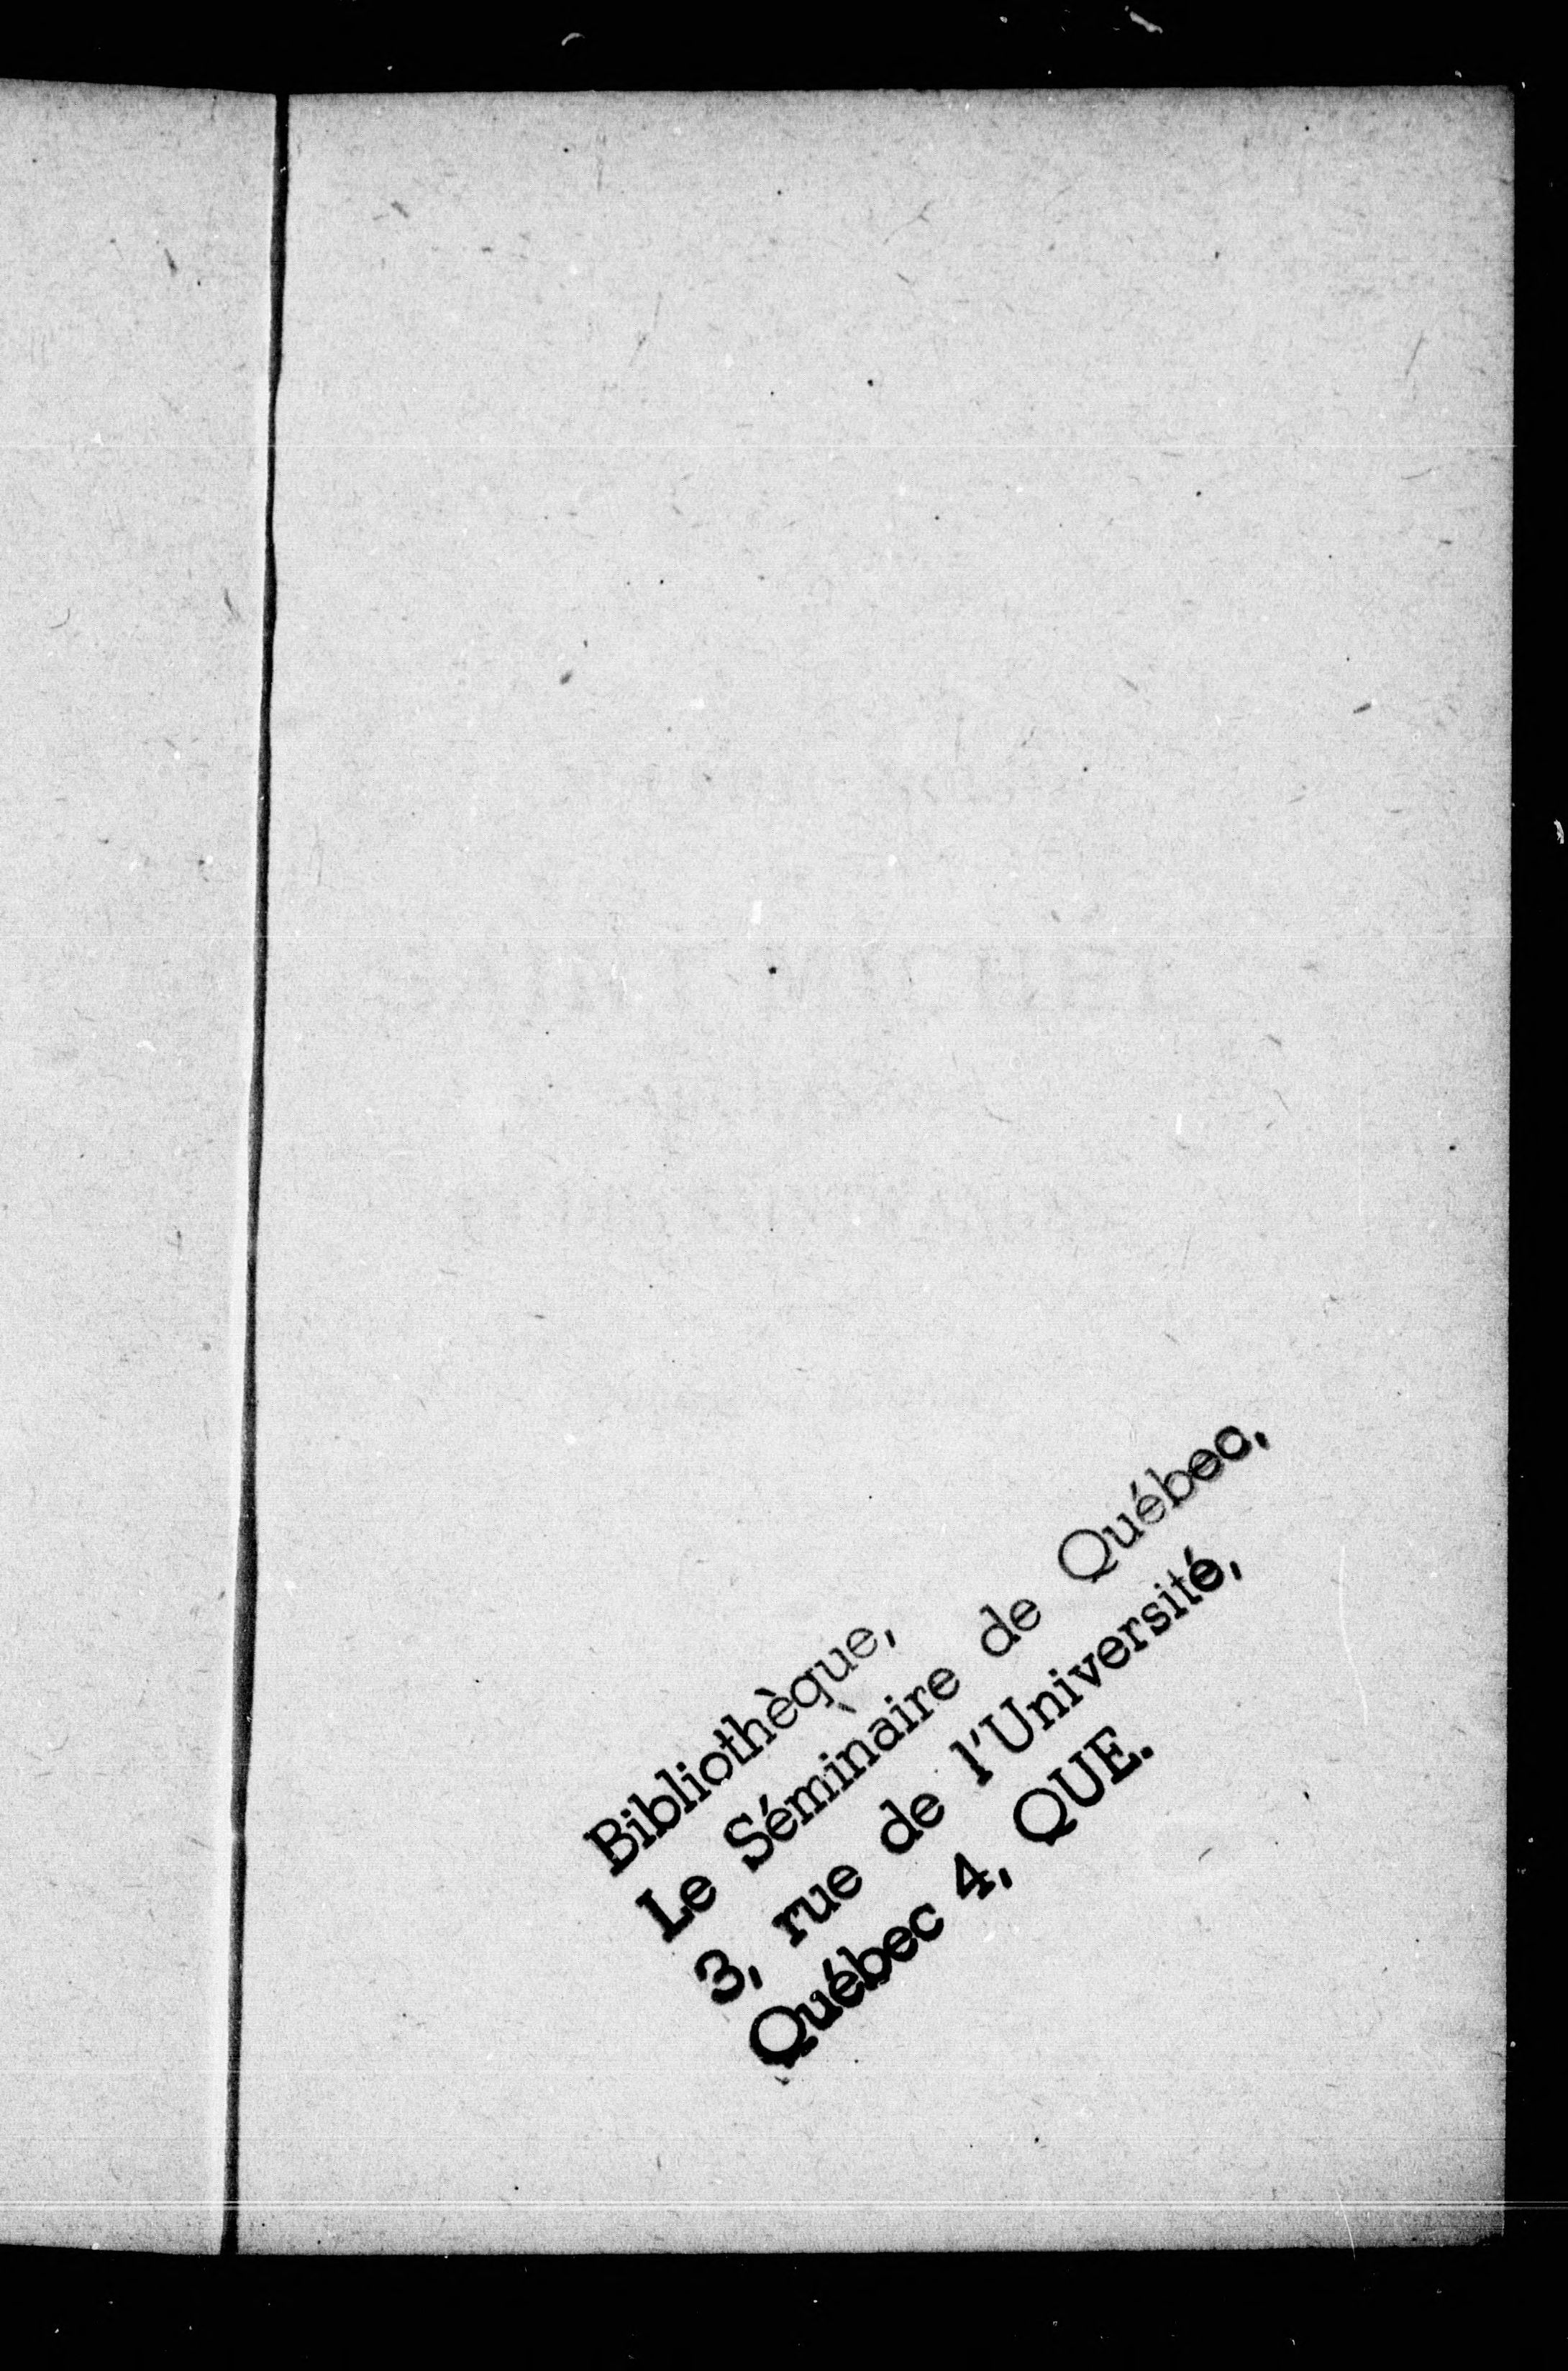 Bibliothèque,
Le Séminaire de Québec,
3, rue de l'Université,
Québec 4, QUE.